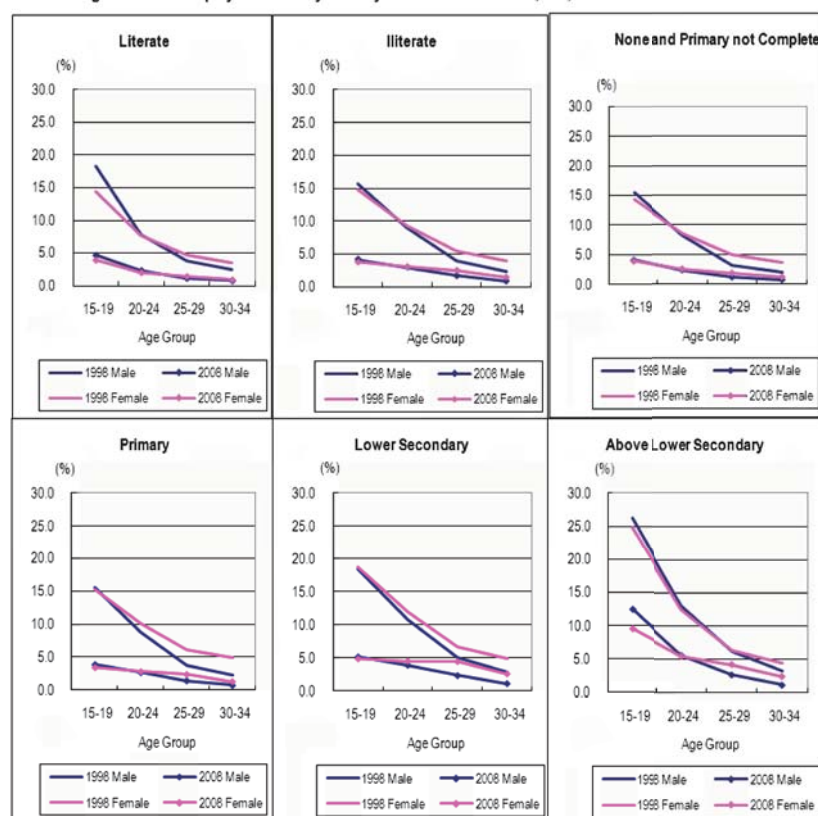 Literate
(%)
30.0
25.0
20.0
15.0
10.0
5.0
0.0
15-19 20-24 25-29 30-34
Age Group
1998 Male 2008 Male
1998 Female 2008 Female
Iliterate
(%)
30.0
25.0
20.0
15.0
10.0
5.0
0.0
15-19 20-24 25-29 30-34
Age Group
1998 Male 2008 Male
1998 Female 2008 Female
None and Primary not Complete
(%)
30.0
25.0
20.0
15.0
10.0
5.0
0.0
15-19 20-24 25-29 30-34
Age Group
1998 Male 2008 Male
1998 Female 2008 Female
Primary
(%)
30.0
25.0
20.0
15.0
10.0
5.0
0.0
15-19 20-24 25-29 30-34
Age Group
1998 Male 2008 Male
1998 Female 2008 Female
Lower Secondary
(%)
30.0
25.0
20.0
15.0
10.0
5.0
0.0
15-19 20-24 25-29 30-34
Age Group
1998 Male 2008 Male
1998 Female 2008 Female
Above Lower Secondary
(%)
30.0
25.0
20.0
15.0
10.0
5.0
0.0
15-19 20-24 25-29 30-34
Age Group
1998 Male 2008 Male
1998 Female 2008 Female